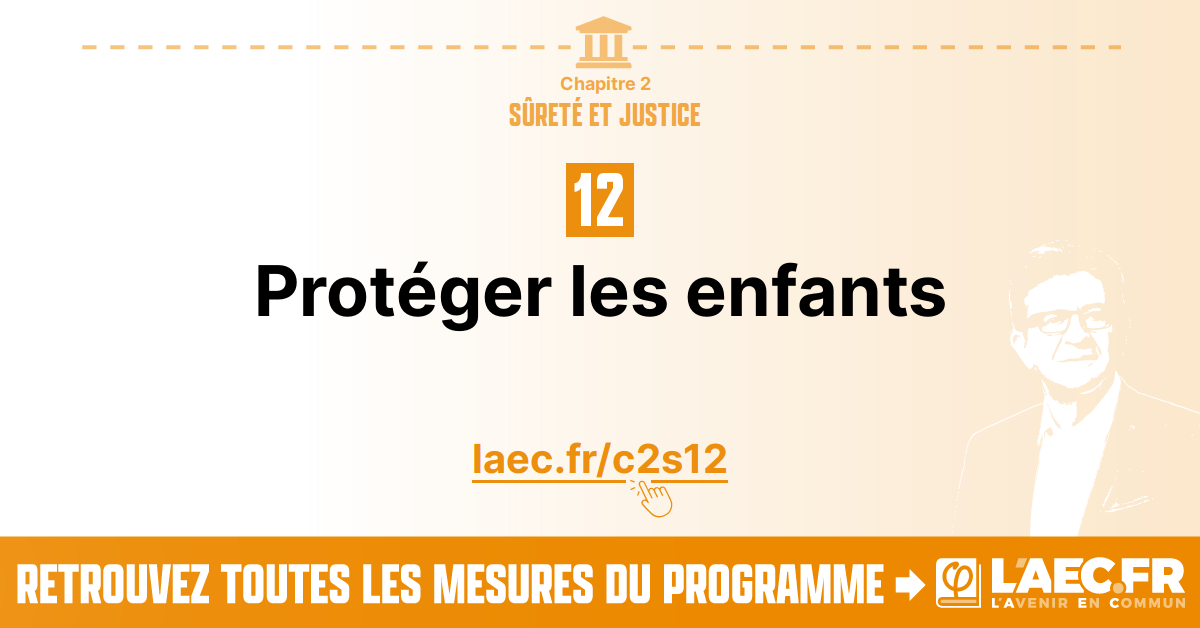 Chapitre 2
SÛRETÉ ET JUSTICE
12
Protéger les enfants
laec.fr/c2s12
RETROUVEZ TOUTES LES MESURES DU PROGRAMME
φ L'AEC.FR
L'AVENIR EN COMMUN